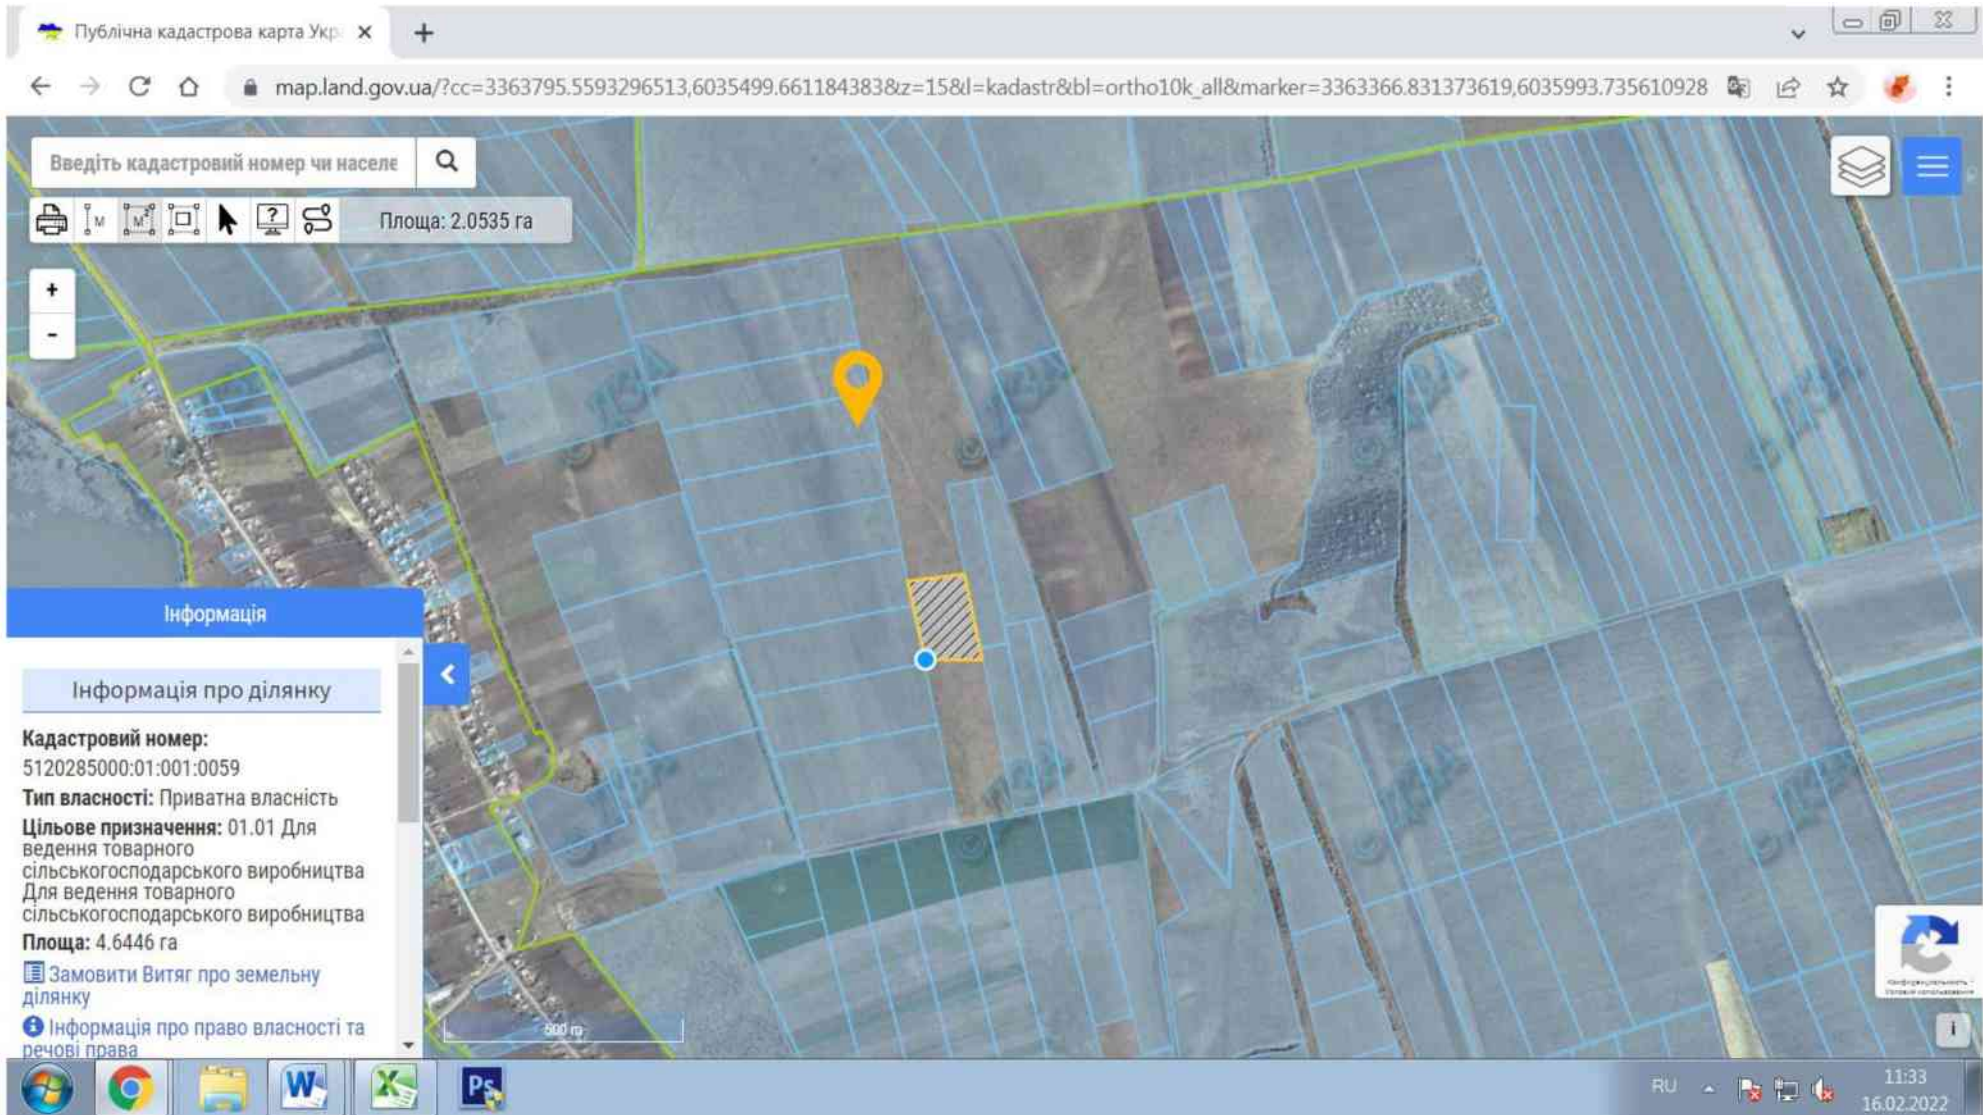 Публічна кадастрова карта Укр
map.land.gov.ua/?cc=3363795.5593296513,6035499.661184383&z=15&l=kadastr&bl=ortho10k_all&marker=3363366.831373619,6035993.735610928
Введіть кадастровий номер чи населе
М
М²
?
Площа: 2.0535 га
+
-
Інформація
Інформація про ділянку
Кадастровий номер:
5120285000:01:001:0059
Тип власності: Приватна власність
Цільове призначення: 01.01 Для
ведення товарного
сільськогосподарського виробництва
Для ведення товарного
сільськогосподарського виробництва
Площа: 4.6446 га
Замовити Витяг про земельну
ділянку
Інформація про право власності та
речові права
500 m
i
W
X
Ps
RU
11:33
16.02.2022